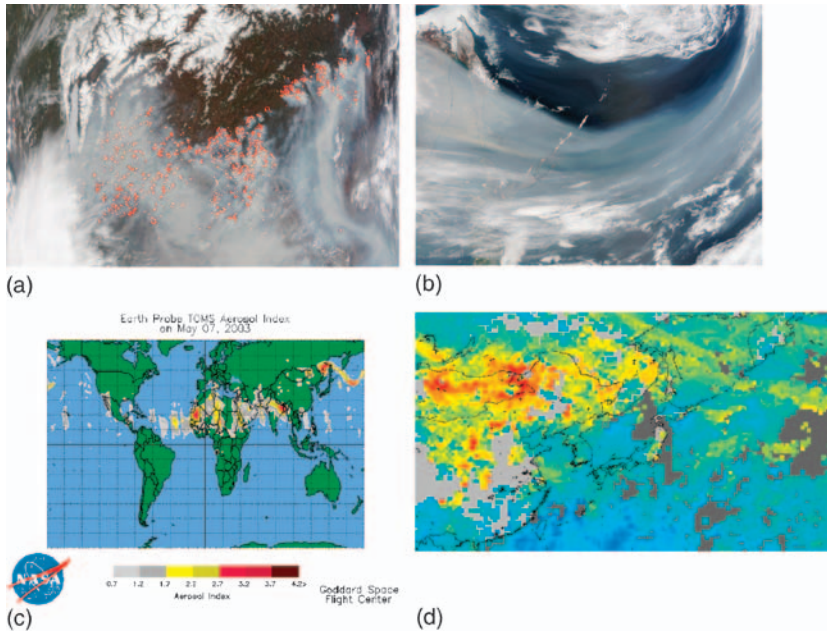 (a)
(b)
Earth Probe TOMS Aerosol Index
on May 07, 2003
NASA
0.7 1.2 1.7 2.2 2.7 3.2 3.7 4.2>
Aerosol Index
Goddard Space
Flight Center
(c)
(d)